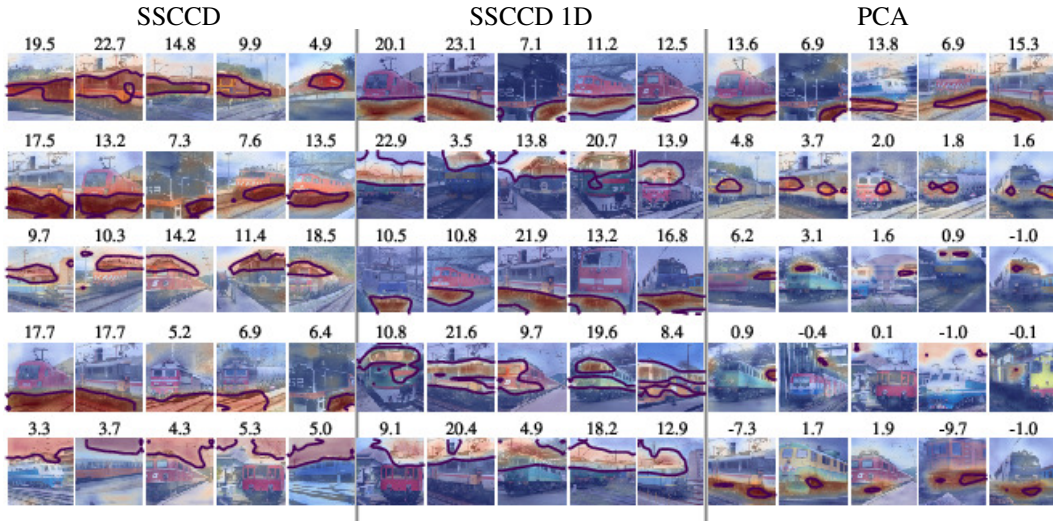 SSCCD SSCCD 1D PCA
19.5 22.7 14.8 9.9 4.9 20.1 23.1 7.1 11.2 12.5 13.6 6.9 13.8 6.9 15.3
17.5 13.2 7.3 7.6 13.5 22.9 3.5 13.8 20.7 13.9 4.8 3.7 2.0 1.8 1.6
9.7 10.3 14.2 11.4 18.5 10.5 10.8 21.9 13.2 16.8 6.2 3.1 1.6 0.9 -1.0
17.7 17.7 5.2 6.9 6.4 10.8 21.6 9.7 19.6 8.4 0.9 -0.4 0.1 -1.0 -0.1
3.3 3.7 4.3 5.3 5.0 9.1 20.4 4.9 18.2 12.9 -7.3 1.7 1.9 -9.7 -1.0